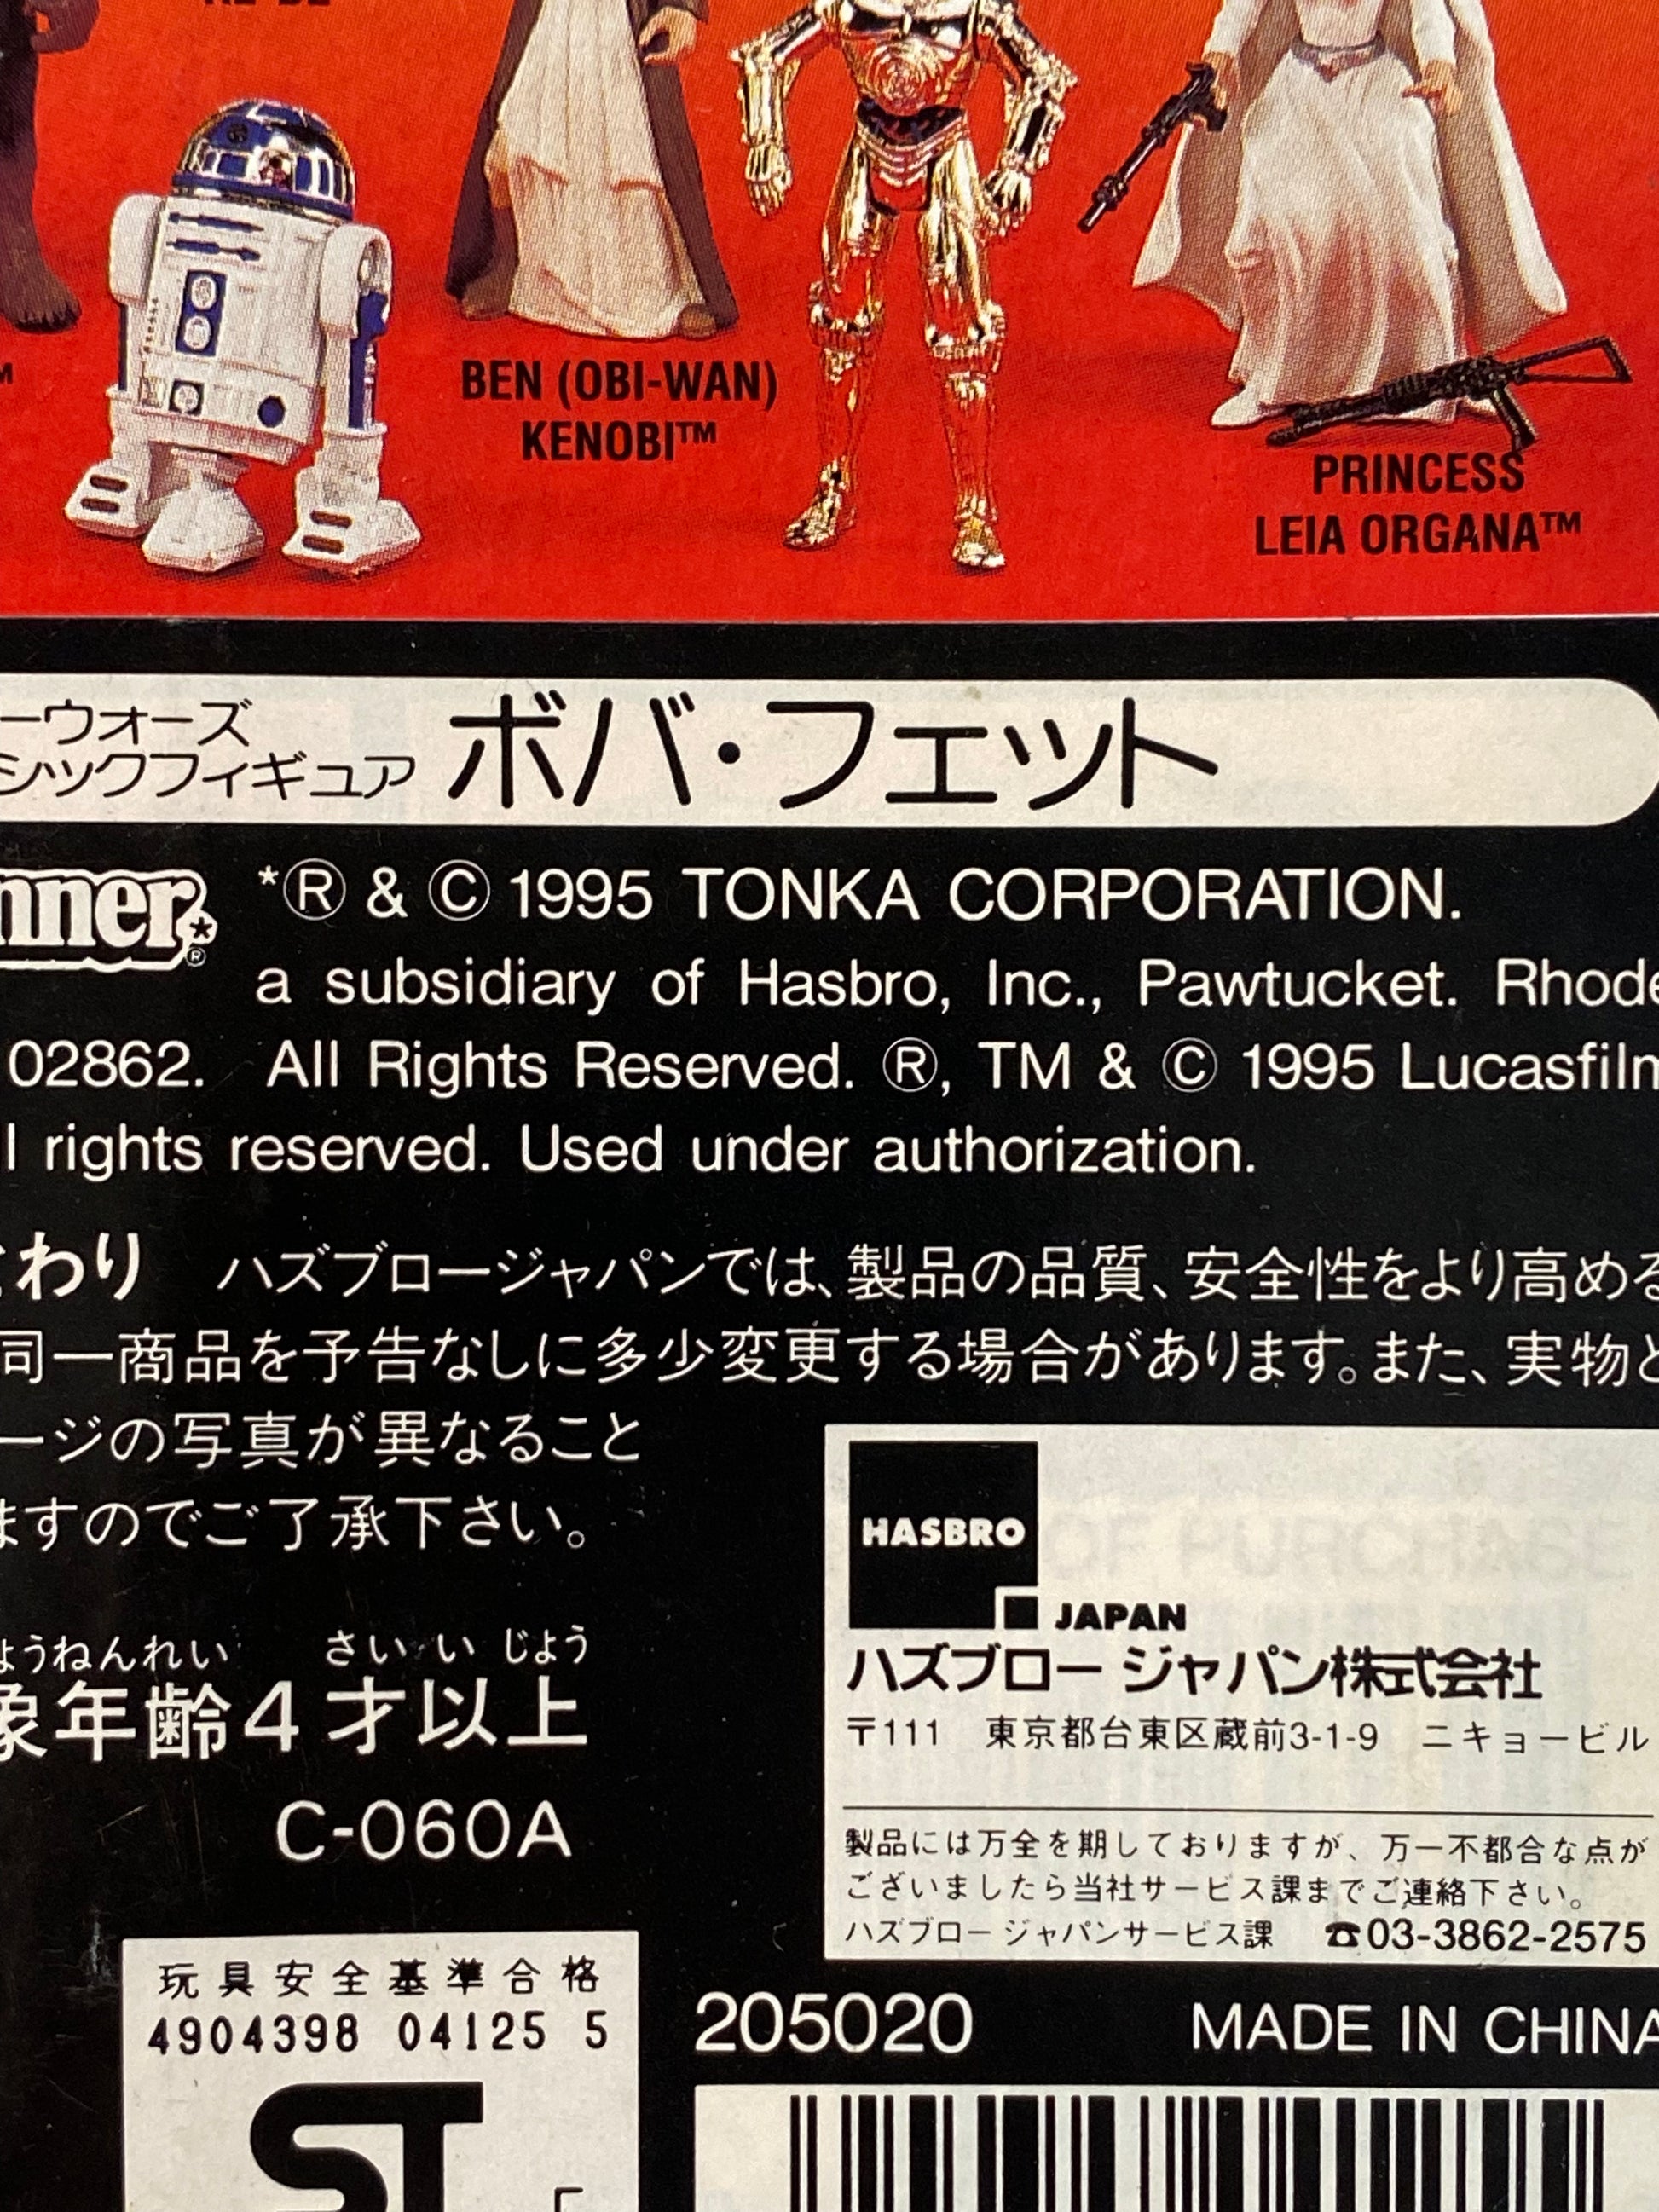 BEN (OBI-WAN)
KENOBI™
PRINCESS
LEIA ORGANA™
ーウォーズ
シックフィギュア ボバ・フェット
nner*®
*® & © 1995 TONKA CORPORATION.
a subsidiary of Hasbro, Inc., Pawtucket. Rhode
02862. All Rights Reserved. ®, TM & © 1995 Lucasfilm
l rights reserved. Used under authorization.
わり ハズブロージャパンでは、製品の品質、安全性をより高める
同一商品を予告なしに多少変更する場合があります。また、実物と
ージの写真が異なること
ますのでご了承下さい。
ょうねんれい さい い じょう
象年齢4才以上
C-060A
HASBRO
JAPAN
ハズブロー ジャパン株式会社
〒111 東京都台東区蔵前3-1-9 ニキョービル
製品には万全を期しておりますが、万一不都合な点が
ございましたら当社サービス課までご連絡下さい。
ハズブロー ジャパンサービス課 ☎03-3862-2575
OF PURCHASE
玩具安全基準合格
4904398 04125 5
ST
205020 MADE IN CHINA